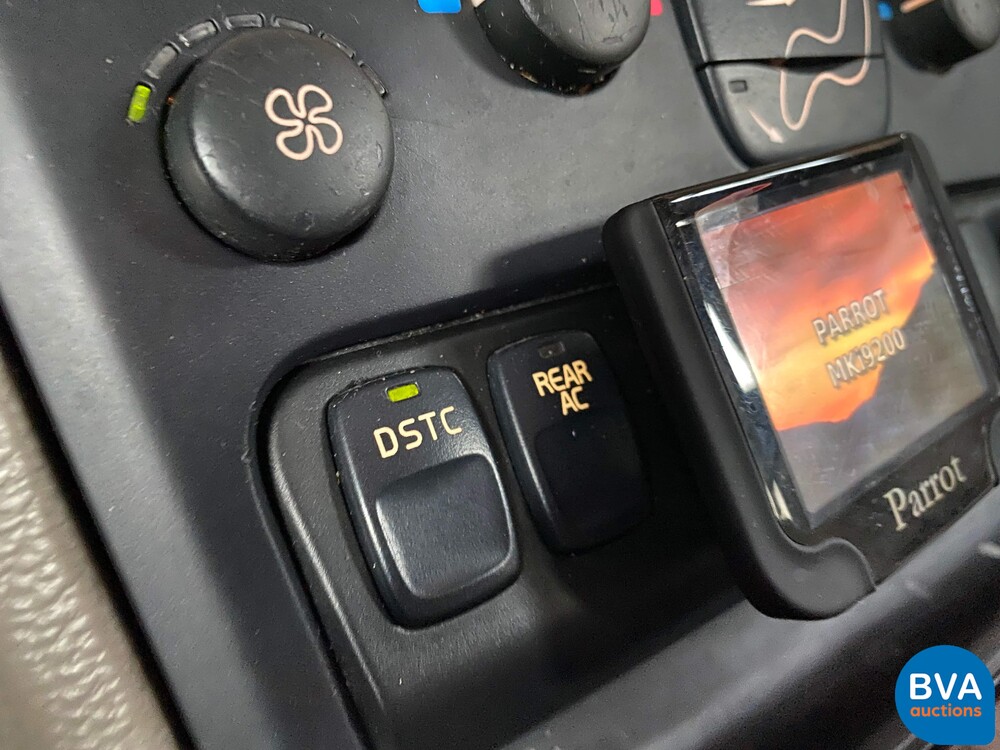 DSTC
REAR
AC
PARROT
MKi9200
Parrot
BVA
auctions